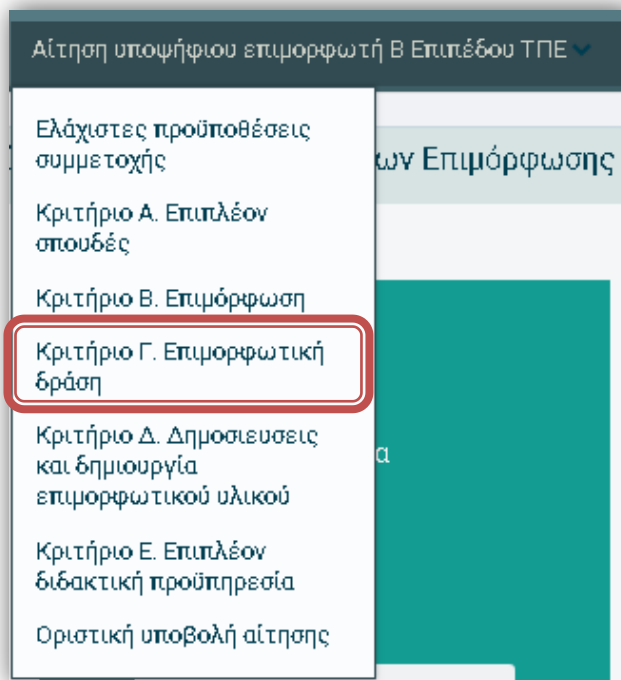 Αίτηση υποψήφιου επιμορφωτή Β Επιπέδου ΤΠΕ
Ελάχιστες προϋποθέσεις
συμμετοχής
ων Επιμόρφωσης
Κριτήριο Α. Επιπλέον
σπουδές
Κριτήριο Β. Επιμόρφωση
Κριτήριο Γ. Επιμορφωτική
δράση
Κριτήριο Δ. Δημοσιευσεις
και δημιουργία
α
επιμορφωτικού υλικού
Κριτήριο Ε. Επιπλέον
διδακτική προϋπηρεσία
Οριστική υποβολή αίτησης